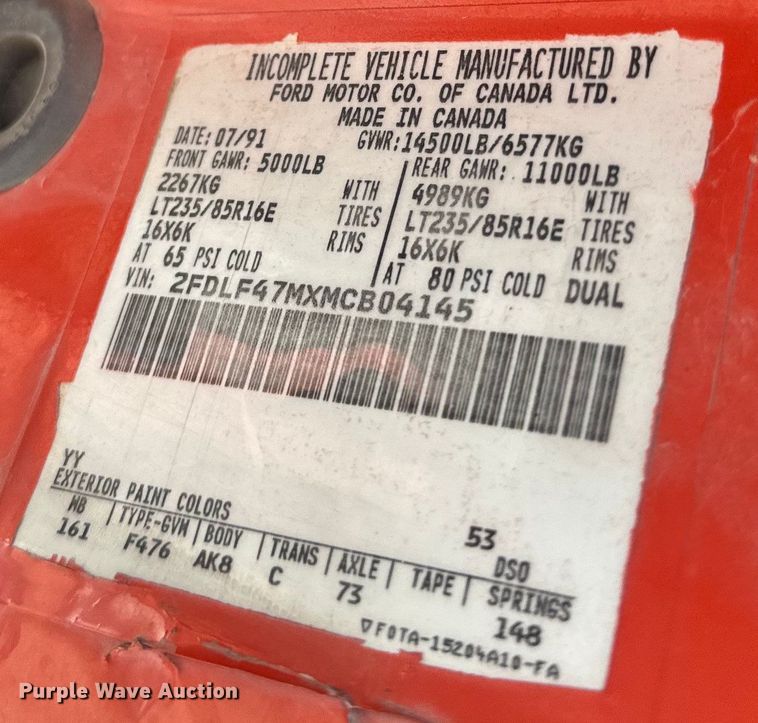 INCOMPLETE VEHICLE MANUFACTURED BY
FORD MOTOR CO. OF CANADA LTD.
MADE IN CANADA
DATE: 07/91 GVWR: 14500LB/6577KG
FRONT GAWR: 5000LB REAR GAWR: 11000LB
2267KG WITH 4989KG WITH
LT235/85R16E TIRES LT235/85R16E TIRES
16X6K RIMS 16X6K RIMS
AT 65 PSI COLD AT 80 PSI COLD DUAL
VIN: 2FDLF47MXMCB04145
YY
EXTERIOR PAINT COLORS 53 DSO
WB TYPE-GVW BODY TRANS AXLE TAPE SPRINGS
161 F476 AK8 C 73 148
▽F0TA-15204A10-FA
Purple Wave Auction